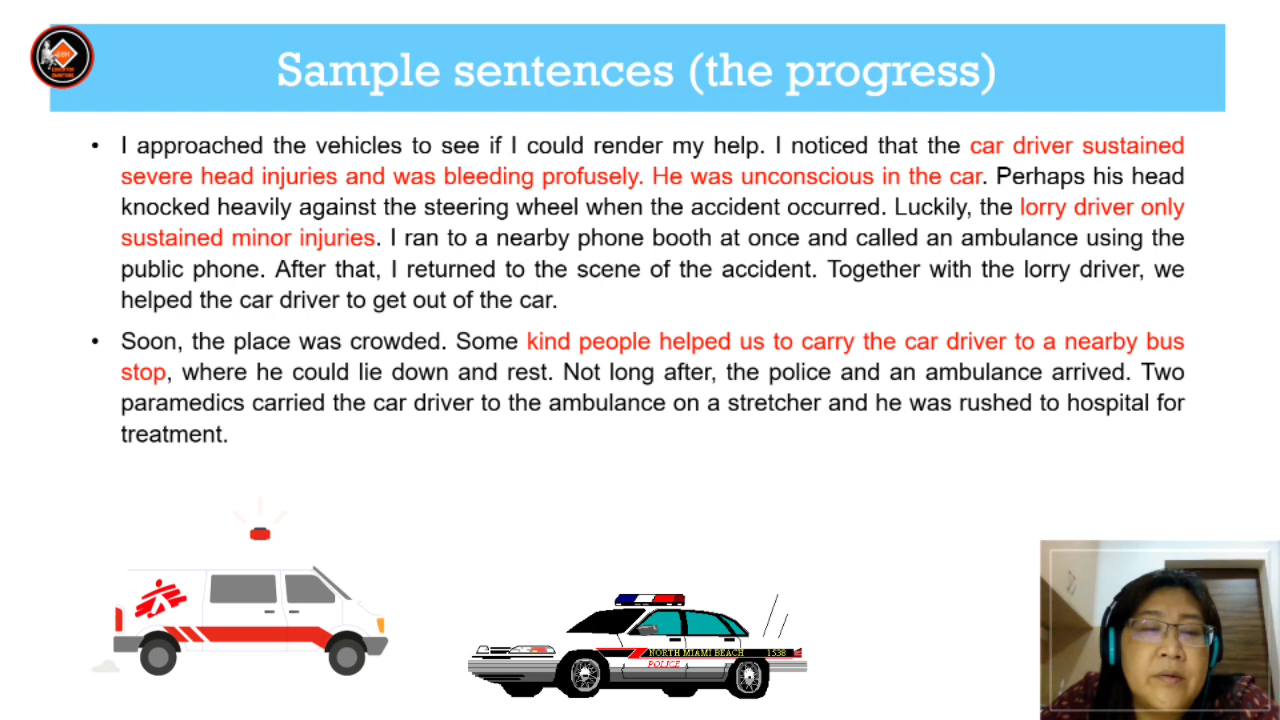 Sample sentences (the progress)
• I approached the vehicles to see if I could render my help. I noticed that the car driver sustained
severe head injuries and was bleeding profusely. He was unconscious in the car. Perhaps his head
knocked heavily against the steering wheel when the accident occurred. Luckily, the lorry driver only
sustained minor injuries. I ran to a nearby phone booth at once and called an ambulance using the
public phone. After that, I returned to the scene of the accident. Together with the lorry driver, we
helped the car driver to get out of the car.
• Soon, the place was crowded. Some kind people helped us to carry the car driver to a nearby bus
stop, where he could lie down and rest. Not long after, the police and an ambulance arrived. Two
paramedics carried the car driver to the ambulance on a stretcher and he was rushed to hospital for
treatment.
NORTH MIAMI BEACH 1538
POLICE